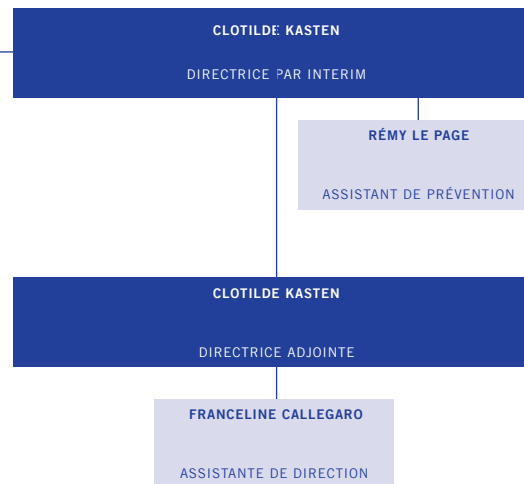 CLOTILDE KASTEN
DIRECTRICE PAR INTERIM
RÉMY LE PAGE
ASSISTANT DE PRÉVENTION
CLOTILDE KASTEN
DIRECTRICE ADJOINTE
FRANCELINE CALLEGARO
ASSISTANTE DE DIRECTION